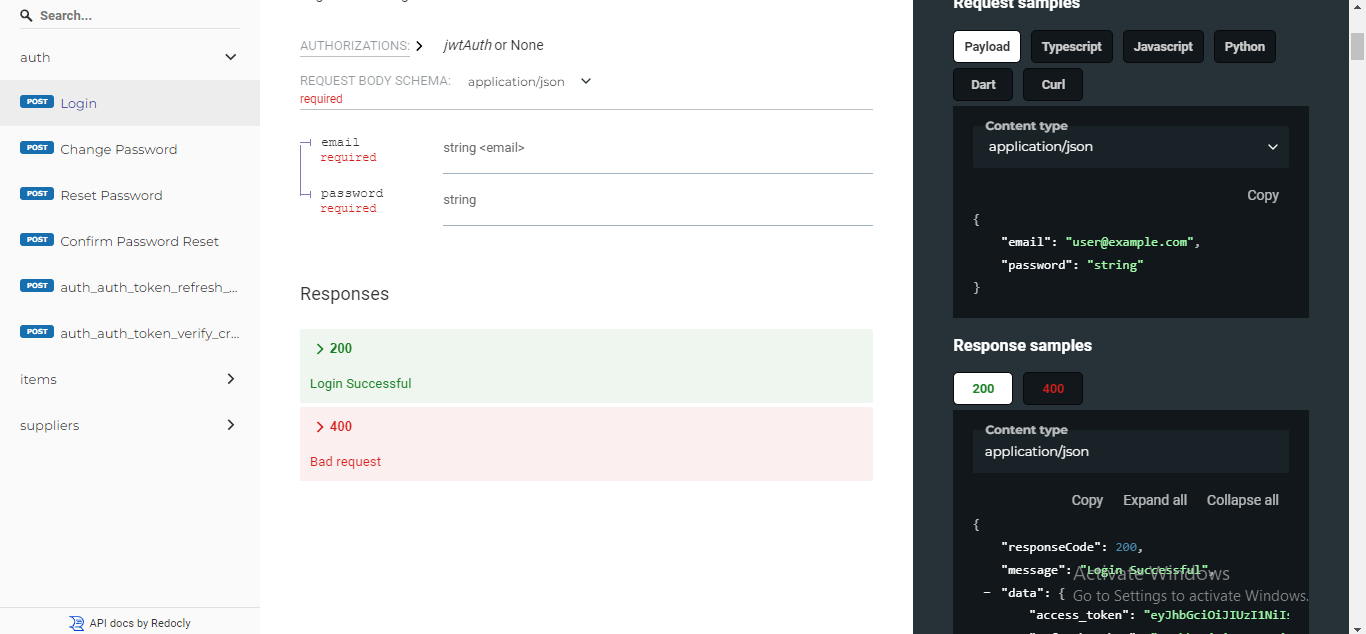 Search...
auth
POST Login
POST Change Password
POST Reset Password
POST Confirm Password Reset
POST auth_auth_token_refresh_...
POST auth_auth_token_verify_cr...
items
suppliers
API docs by Redocly
AUTHORIZATIONS: jwtAuth or None
REQUEST BODY SCHEMA: application/json
required
email
required
string <email>
password
required
string
Responses
200
Login Successful
400
Bad request
Request samples
Payload Typescript Javascript Python
Dart Curl
Content type
application/json
Copy
{
"email": "user@example.com",
"password": "string"
}
Response samples
200 400
Content type
application/json
Copy Expand all Collapse all
{
"responseCode": 200,
"message": "Login Successful",
- "data": {
"access_token": "eyJhbGciOiJIUzI1NiIs
Activate Windows
Go to Settings to activate Windows.